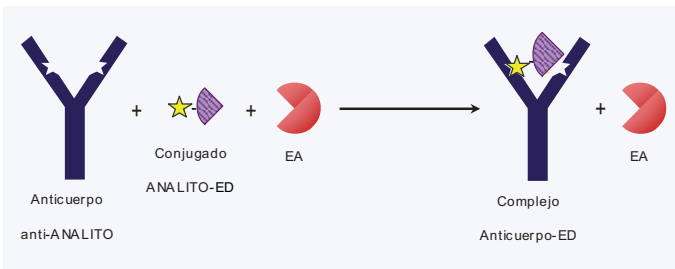 +
+
+
Conjugado
ANALITO-ED
EA
EA
Anticuerpo
anti-ANALITO
Complejo
Anticuerpo-ED